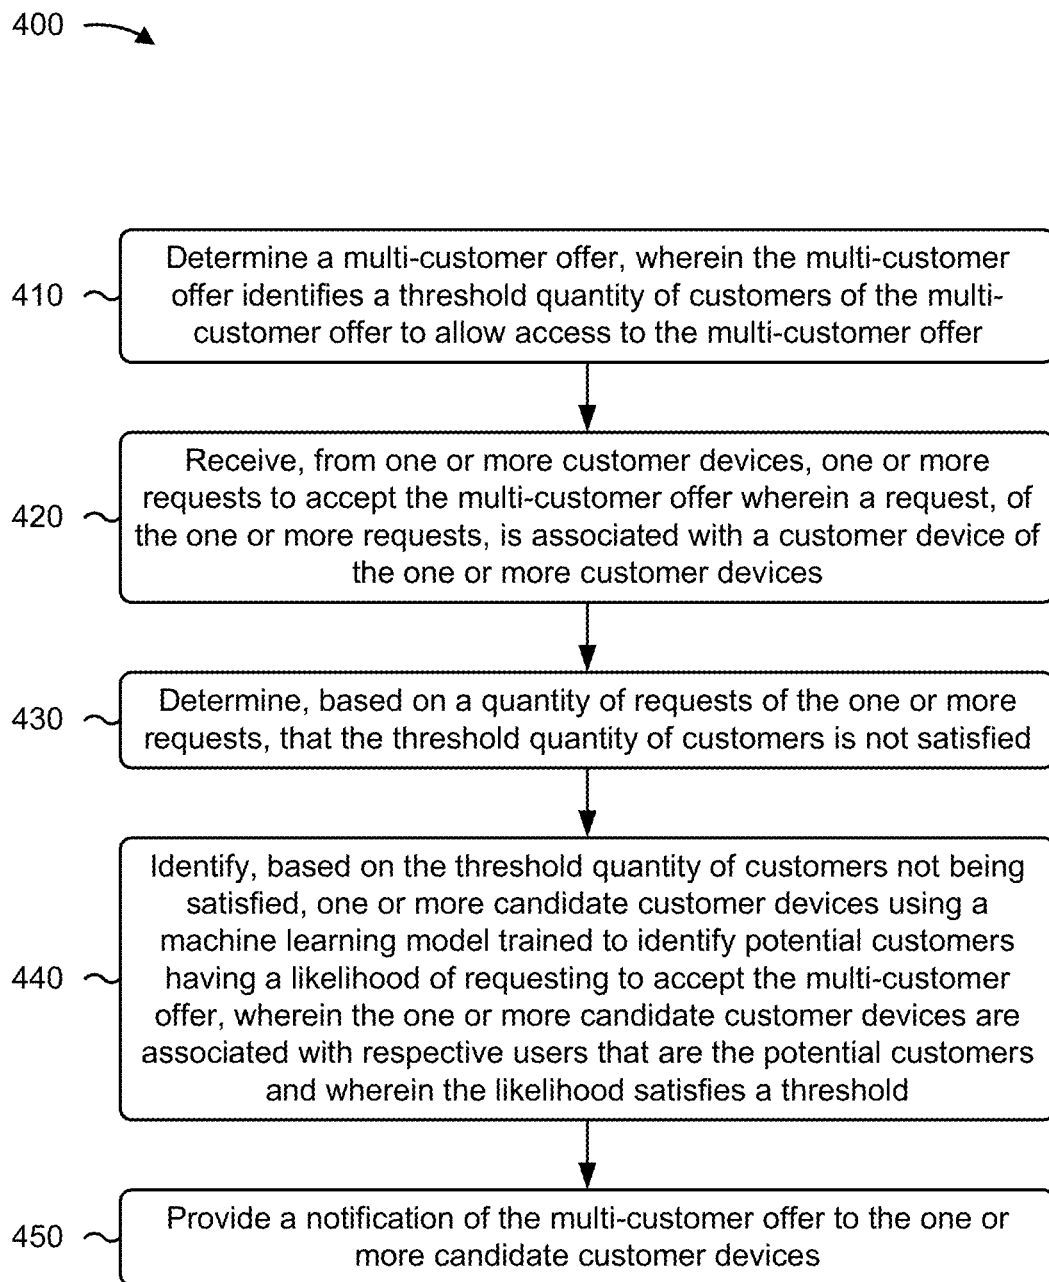 400
410
Determine a multi-customer offer, wherein the multi-customer
offer identifies a threshold quantity of customers of the multi-
customer offer to allow access to the multi-customer offer
420
Receive, from one or more customer devices, one or more
requests to accept the multi-customer offer wherein a request, of
the one or more requests, is associated with a customer device of
the one or more customer devices
430
Determine, based on a quantity of requests of the one or more
requests, that the threshold quantity of customers is not satisfied
440
Identify, based on the threshold quantity of customers not being
satisfied, one or more candidate customer devices using a
machine learning model trained to identify potential customers
having a likelihood of requesting to accept the multi-customer
offer, wherein the one or more candidate customer devices are
associated with respective users that are the potential customers
and wherein the likelihood satisfies a threshold
450
Provide a notification of the multi-customer offer to the one or
more candidate customer devices